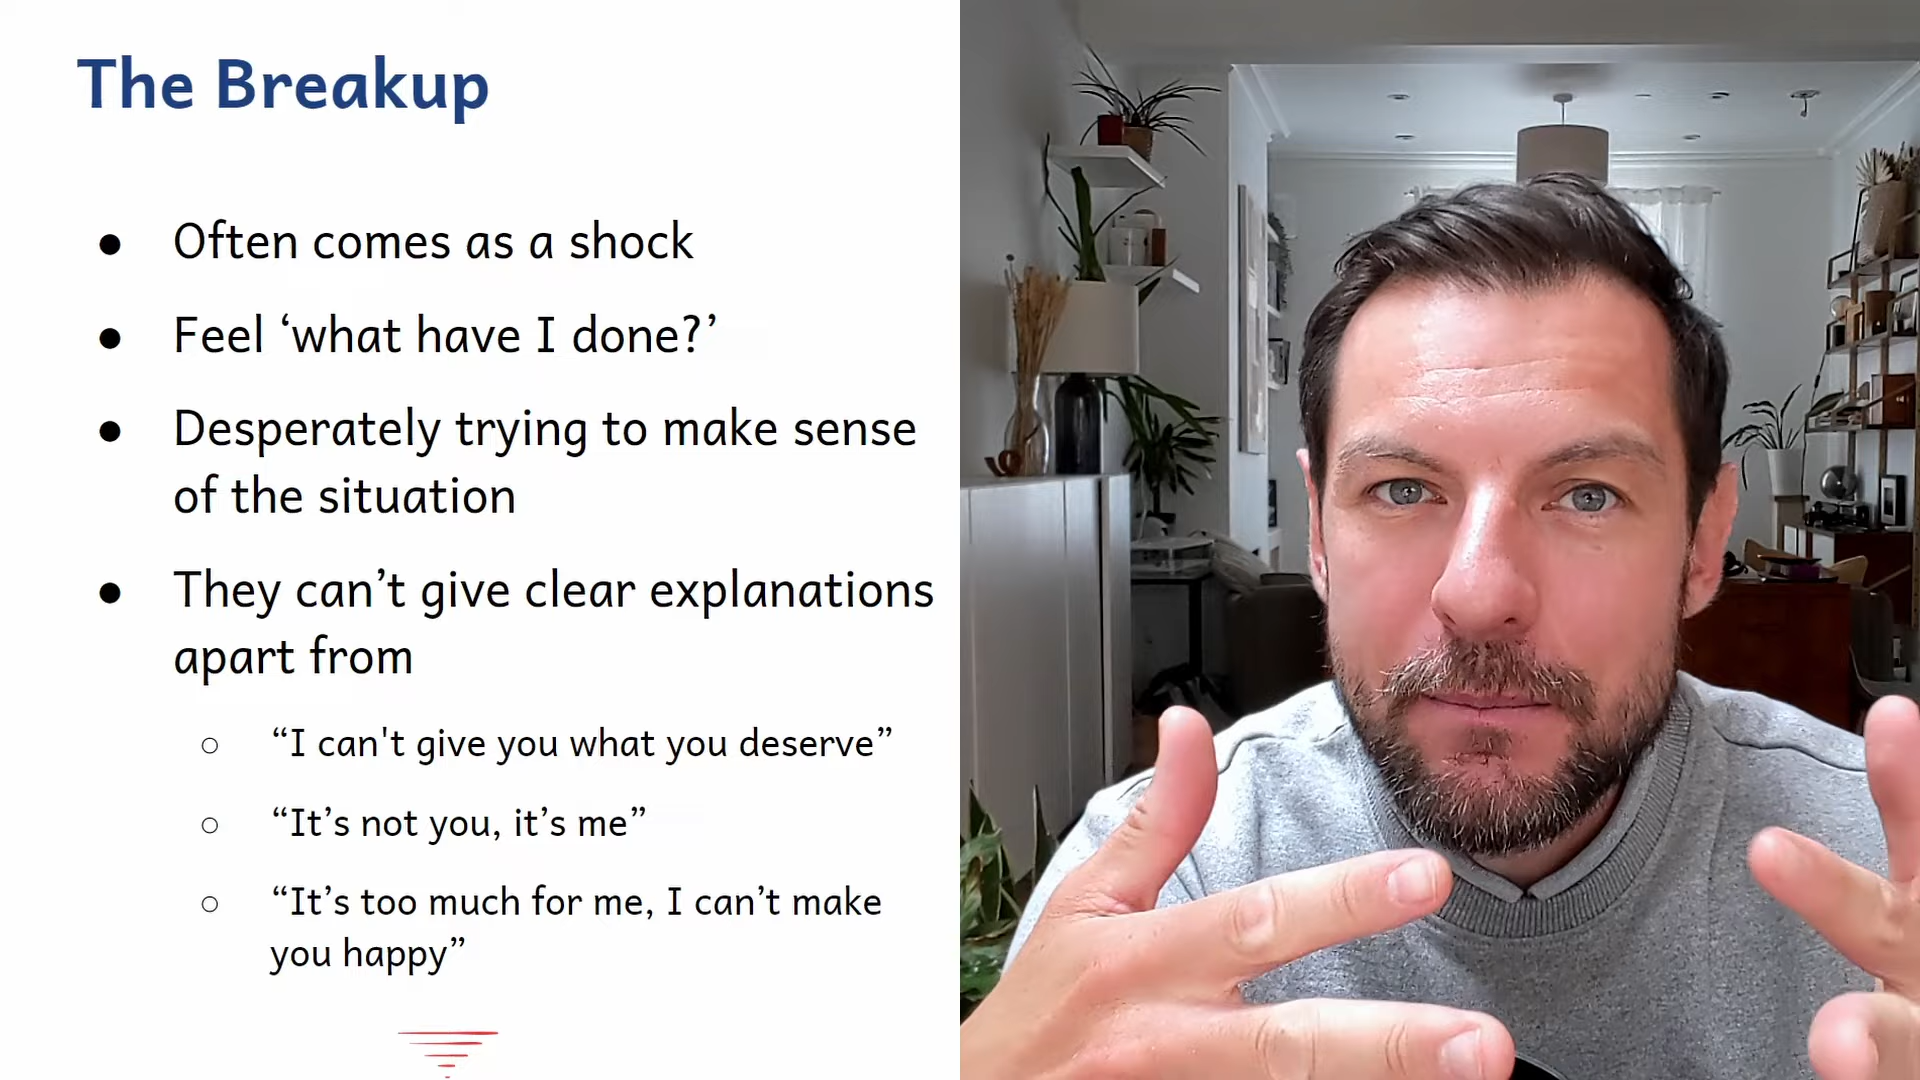 The Breakup
● Often comes as a shock
● Feel ‘what have I done?’
● Desperately trying to make sense
of the situation
● They can’t give clear explanations
apart from
○ “I can't give you what you deserve”
○ “It’s not you, it’s me”
○ “It’s too much for me, I can’t make
you happy”